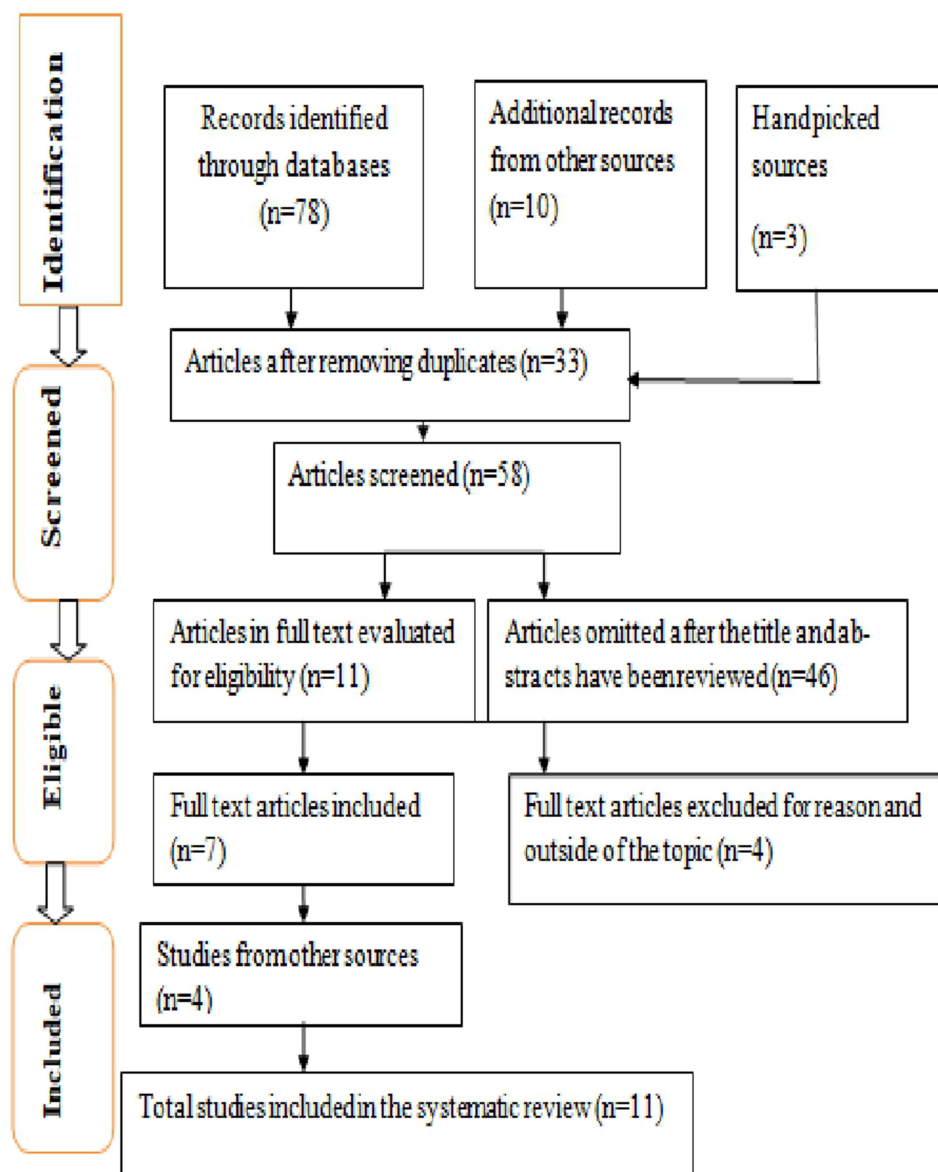 Identification
Records identified
through databases
(n=78)
Additional records
from other sources
(n=10)
Handpicked
sources
(n=3)
Articles after removing duplicates (n=33)
Screened
Articles screened (n=58)
Articles in full text evaluated
for eligibility (n=11)
Articles omitted after the title and ab-
stracts have been reviewed (n=46)
Eligible
Full text articles included
(n=7)
Full text articles excluded for reason and
outside of the topic (n=4)
Included
Studies from other sources
(n=4)
Total studies included in the systematic review (n=11)